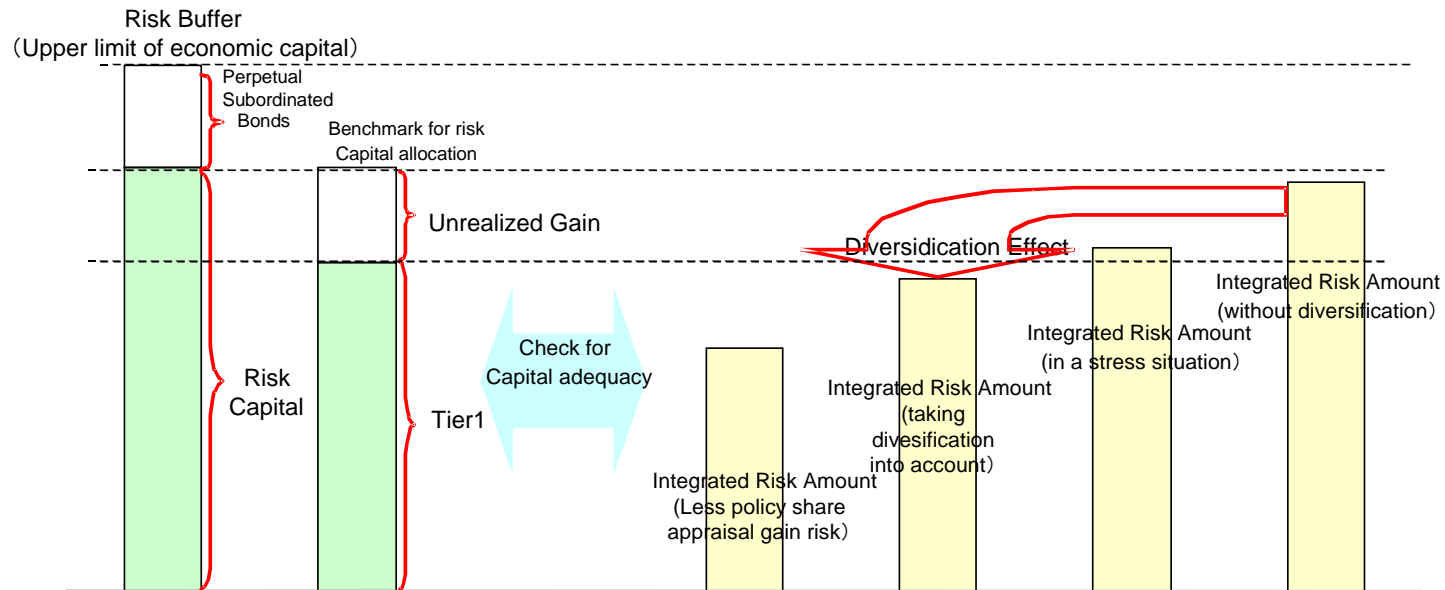 Risk Buffer
（Upper limit of economic capital）
Perpetual
Subordinated
Bonds
Benchmark for risk
Capital allocation
Unrealized Gain
Risk
Capital
Tier1
Check for
Capital adequacy
Diversidication Effect
Integrated Risk Amount
(Less policy share
appraisal gain risk）
Integrated Risk Amount
(taking
divesification
into account）
Integrated Risk Amount
(in a stress situation）
Integrated Risk Amount
(without diversification）